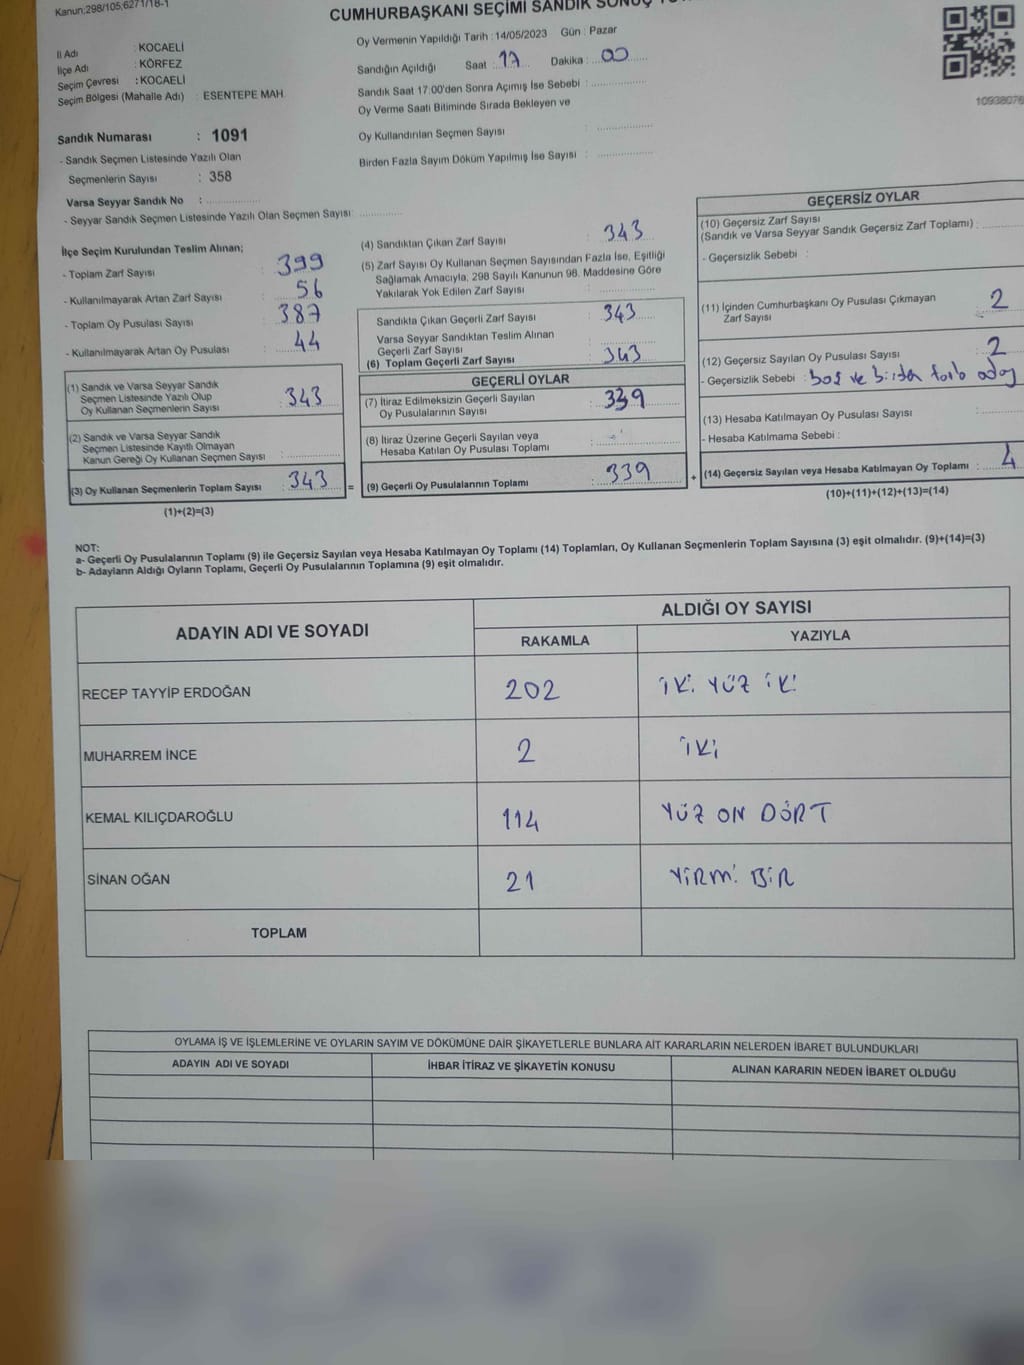 Kanun;298/105;6271/18-1
CUMHURBAŞKANI SEÇİMİ SANDIK SONUÇ
İl Adı : KOCAELİ
İlçe Adı : KÖRFEZ
Seçim Çevresi : KOCAELİ
Seçim Bölgesi (Mahalle Adı) : ESENTEPE MAH.
Sandık Numarası : 1091
- Sandık Seçmen Listesinde Yazılı Olan
Seçmenlerin Sayısı : 358
Varsa Seyyar Sandık No :
- Seyyar Sandık Seçmen Listesinde Yazılı Olan Seçmen Sayısı:
Oy Vermenin Yapıldığı Tarih : 14/05/2023 Gün : Pazar
Sandığın Açıldığı Saat : 17 Dakika : 00
Sandık Saat 17:00'den Sonra Açımış İse Sebebi :
Oy Verme Saati Bitiminde Sırada Bekleyen ve
Oy Kullandırılan Seçmen Sayısı :
Birden Fazla Sayım Döküm Yapılmış İse Sayısı :
10938076
İlçe Seçim Kurulundan Teslim Alınan;
- Toplam Zarf Sayısı : 399
- Kullanılmayarak Artan Zarf Sayısı : 56
- Toplam Oy Pusulası Sayısı : 387
- Kullanılmayarak Artan Oy Pusulası : 44
(1) Sandık ve Varsa Seyyar Sandık
Seçmen Listesinde Yazılı Olup
Oy Kullanan Seçmenlerin Sayısı : 343
(2) Sandık ve Varsa Seyyar Sandık
Seçmen Listesinde Kayıtlı Olmayan
Kanun Gereği Oy Kullanan Seçmen Sayısı :
(3) Oy Kullanan Seçmenlerin Toplam Sayısı : 343 =
(1)+(2)=(3)
(4) Sandıktan Çıkan Zarf Sayısı : 343
(5) Zarf Sayısı Oy Kullanan Seçmen Sayısından Fazla İse, Eşitliği
Sağlamak Amacıyla, 298 Sayılı Kanunun 98. Maddesine Göre
Yakılarak Yok Edilen Zarf Sayısı :
Sandıkta Çıkan Geçerli Zarf Sayısı : 343
Varsa Seyyar Sandıktan Teslim Alınan
Geçerli Zarf Sayısı :
(6) Toplam Geçerli Zarf Sayısı : 343
GEÇERLİ OYLAR
(7) İtiraz Edilmeksizin Geçerli Sayılan
Oy Pusulalarının Sayısı : 339
(8) İtiraz Üzerine Geçerli Sayılan veya
Hesaba Katılan Oy Pusulası Toplamı :
(9) Geçerli Oy Pusulalarının Toplamı : 339 +
GEÇERSİZ OYLAR
(10) Geçersiz Zarf Sayısı
(Sandık ve Varsa Seyyar Sandık Geçersiz Zarf Toplamı) :
- Geçersizlik Sebebi :
(11) İçinden Cumhurbaşkanı Oy Pusulası Çıkmayan
Zarf Sayısı 2
(12) Geçersiz Sayılan Oy Pusulası Sayısı : 2
- Geçersizlik Sebebi : boş ve birden fazla aday
(13) Hesaba Katılmayan Oy Pusulası Sayısı :
- Hesaba Katılmama Sebebi :
(14) Geçersiz Sayılan veya Hesaba Katılmayan Oy Toplamı : 4
(10)+(11)+(12)+(13)=(14)
NOT:
a- Geçerli Oy Pusulalarının Toplamı (9) ile Geçersiz Sayılan veya Hesaba Katılmayan Oy Toplamı (14) Toplamları, Oy Kullanan Seçmenlerin Toplam Sayısına (3) eşit olmalıdır. (9)+(14)=(3)
b- Adayların Aldığı Oyların Toplamı, Geçerli Oy Pusulalarının Toplamına (9) eşit olmalıdır.
ADAYIN ADI VE SOYADI ALDIĞI OY SAYISI
RAKAMLA YAZIYLA
RECEP TAYYİP ERDOĞAN 202 İKİ YÜZ İKİ
MUHARREM İNCE 2 İKİ
KEMAL KILIÇDAROĞLU 114 YÜZ ON DÖRT
SİNAN OĞAN 21 YİRMİ BİR
TOPLAM
OYLAMA İŞ VE İŞLEMLERİNE VE OYLARIN SAYIM VE DÖKÜMÜNE DAİR ŞİKAYETLERLE BUNLARA AİT KARARLARIN NELERDEN İBARET BULUNDUKLARI
ADAYIN ADI VE SOYADI İHBAR İTİRAZ VE ŞİKAYETİN KONUSU ALINAN KARARIN NEDEN İBARET OLDUĞU